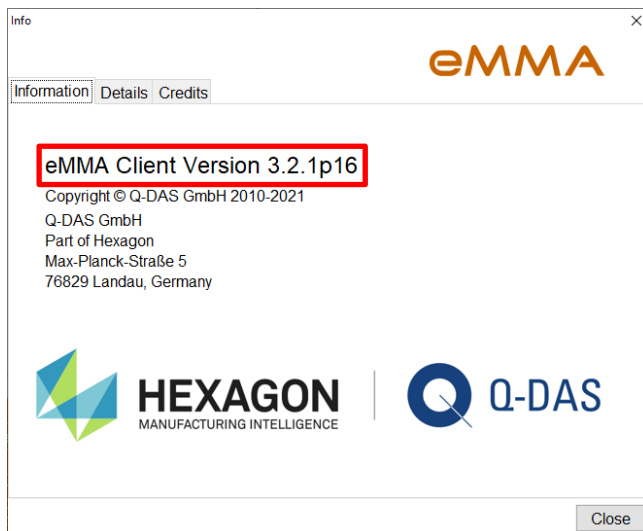 Info
eMMA
Information Details Credits
eMMA Client Version 3.2.1p16
Copyright © Q-DAS GmbH 2010-2021
Q-DAS GmbH
Part of Hexagon
Max-Planck-Straße 5
76829 Landau, Germany
HEXAGON
MANUFACTURING INTELLIGENCE
Q-DAS
Close